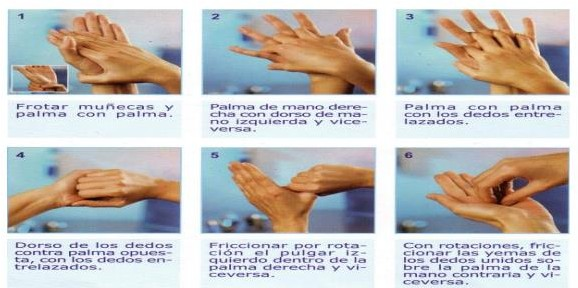 1
Frotar muñecas y
palma con palma.
2
Palma de mano dere-
cha con dorso de ma-
no izquierda y vice-
versa.
3
Palma con palma
con los dedos entre-
lazados.
4
Dorso de los dedos
contra palma opues-
ta, con los dedos en-
trelazados.
5
Friccionar por rota-
ción el pulgar iz-
quierdo dentro de la
palma derecha y vi-
ceversa.
6
Con rotaciones, fric-
cionar las yemas de
los dedos unidos so-
bre la palma de la
mano contraria y vi-
ceversa.